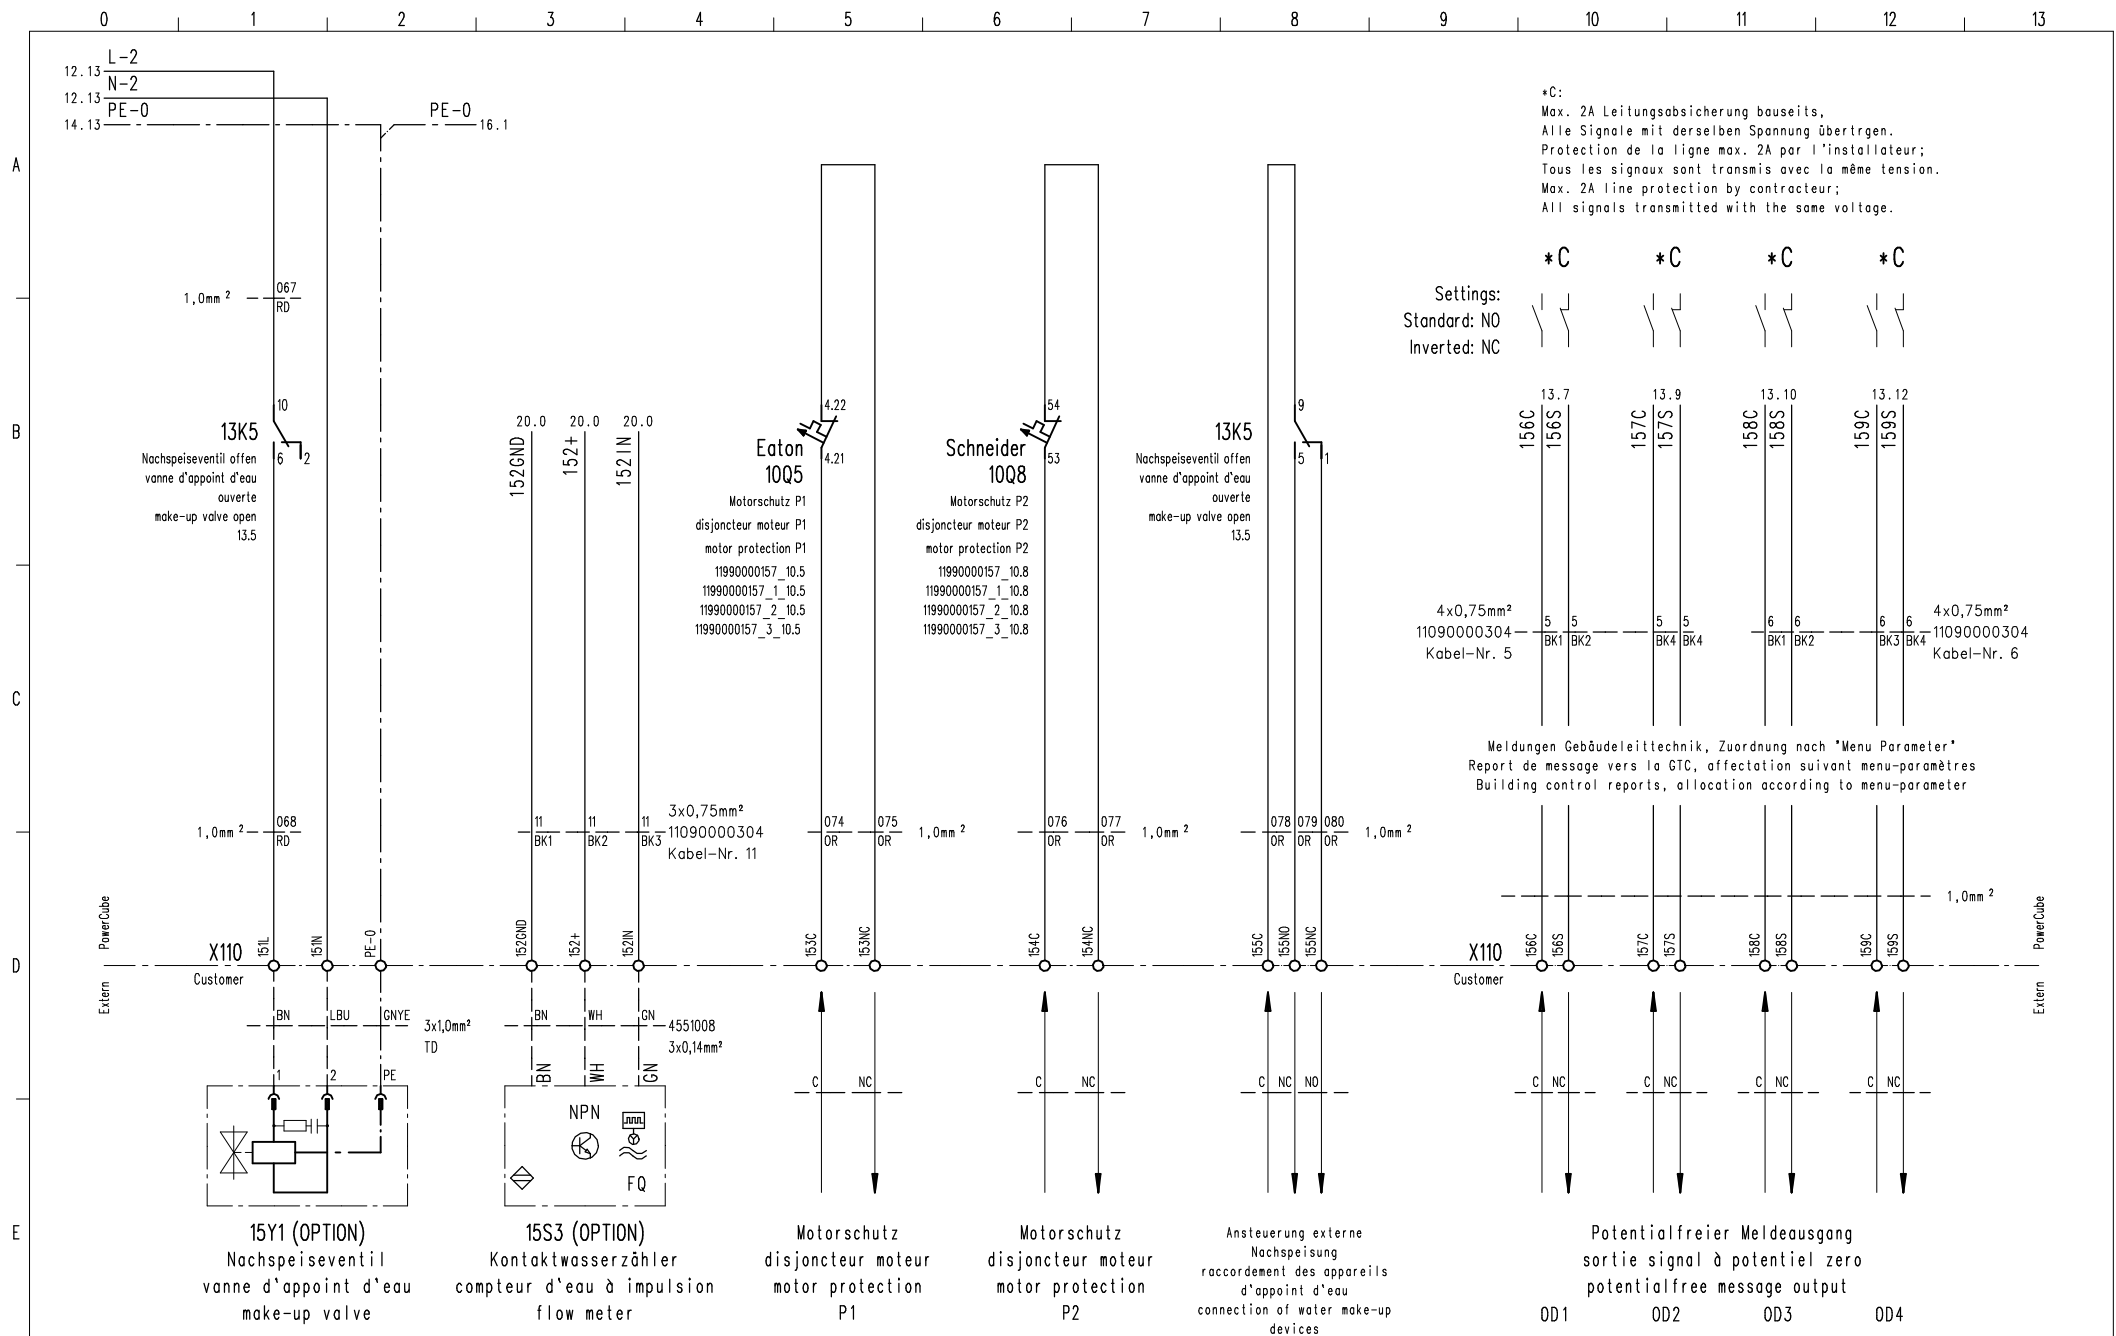 0 1 2 3 4 5 6 7 8 9 10 11 12 13
L-2
12.13
N-2
12.13
PE-0 PE-0
14.13 16.1
*C:
Max. 2A Leitungsabsicherung bauseits,
Alle Signale mit derselben Spannung übertrgen.
Protection de la ligne max. 2A par l'installateur;
Tous les signaux sont transmis avec la même tension.
Max. 2A line protection by contracteur;
All signals transmitted with the same voltage.
A
*C *C *C *C
Settings:
Standard: NO
Inverted: NC
1,0mm² 067
RD
B
10
13K5
6 2
Nachspeiseventil offen
vanne d'appoint d'eau
ouverte
make-up valve open
13.5
20.0 20.0 20.0
152GND 152+ 152IN
4.22
Eaton
4.21
10Q5
Motorschutz P1
disjoncteur moteur P1
motor protection P1
11990000157_10.5
11990000157_1_10.5
11990000157_2_10.5
11990000157_3_10.5
54
Schneider
53
10Q8
Motorschutz P2
disjoncteur moteur P2
motor protection P2
11990000157_10.8
11990000157_1_10.8
11990000157_2_10.8
11990000157_3_10.8
9
13K5
5 1
Nachspeiseventil offen
vanne d'appoint d'eau
ouverte
make-up valve open
13.5
13.7 13.9 13.10 13.12
156C 156S 157C 157S 158C 158S 159C 159S
C
4x0,75mm²
11090000304
Kabel-Nr. 5
5 5 5 5 6 6 6 6
BK1 BK2 BK4 BK4 BK1 BK2 BK3 BK4
4x0,75mm²
11090000304
Kabel-Nr. 6
Meldungen Gebäudeleittechnik, Zuordnung nach "Menu Parameter"
Report de message vers la GTC, affectation suivant menu-paramètres
Building control reports, allocation according to menu-parameter
1,0mm² 068
RD
11 11 11
BK1 BK2 BK3
3x0,75mm²
11090000304
Kabel-Nr. 11
074 075 1,0mm²
OR OR
076 077 1,0mm²
OR OR
078 079 080 1,0mm²
OR OR OR
1,0mm²
D
PowerCube
Extern
X110
Customer
151L 151N PE-0
152GND 152+ 152IN
153C 153NC
154C 154NC
155C 155NO 155NC
X110
Customer
156C 156S 157C 157S 158C 158S 159C 159S
PowerCube
Extern
BN LBU GNYE 3x1,0mm²
TD
BN WH GN 4551008
3x0,14mm²
BN WH GN
1 2 PE
C NC C NC C NC NO C NC C NC C NC C NC
NPN
FQ
E
15Y1 (OPTION)
Nachspeiseventil
vanne d'appoint d'eau
make-up valve
15S3 (OPTION)
Kontaktwasserzähler
compteur d'eau à impulsion
flow meter
Motorschutz
disjoncteur moteur
motor protection
P1
Motorschutz
disjoncteur moteur
motor protection
P2
Ansteuerung externe
Nachspeisung
raccordement des appareils
d'appoint d'eau
connection of water make-up
devices
Potentialfreier Meldeausgang
sortie signal à potentiel zero
potentialfree message output
OD1 OD2 OD3 OD4